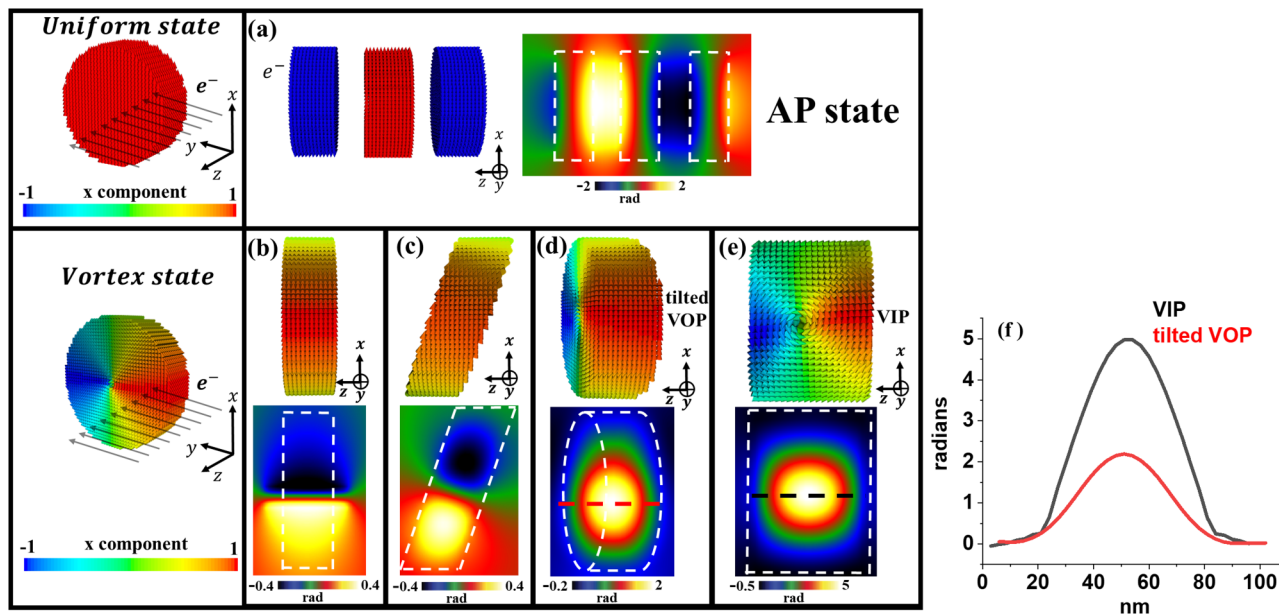 Uniform state
e⁻
x
y
z
-1 x component 1
(a)
e⁻
x
z y
−2 2
rad
AP state
Vortex state
e⁻
x
y
z
-1 x component 1
(b)
x
z y
−0.4 0.4
rad
(c)
x
z y
−0.4 0.4
rad
(d)
tilted
VOP
x
z y
−0.2 2
rad
(e)
VIP
x
z y
−0.5 5
rad
(f)
VIP
tilted VOP
radians
5
4
3
2
1
0
0 20 40 60 80 100
nm